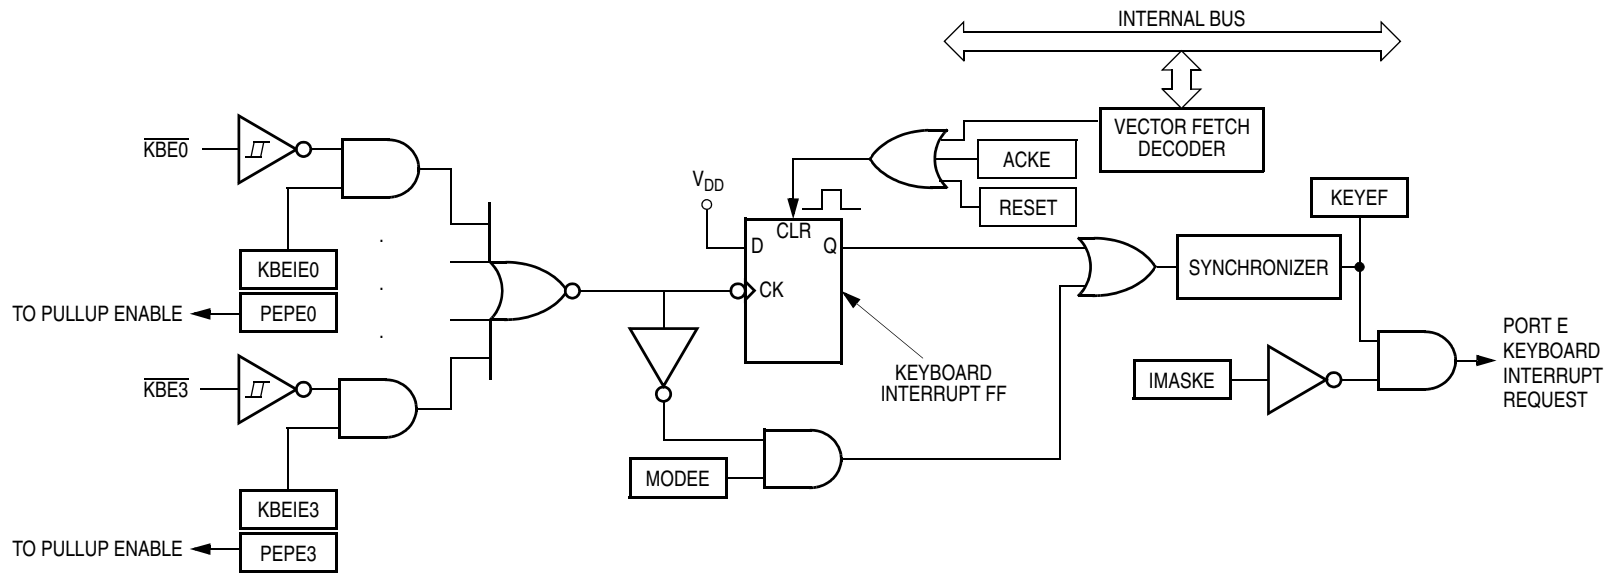 INTERNAL BUS
VECTOR FETCH
DECODER
ACKE
RESET
KBE0
KBEIE0
TO PULLUP ENABLE
PEPE0
VDD
CLR
D
Q
CK
KEYBOARD
INTERRUPT FF
SYNCHRONIZER
KEYEF
IMASKE
PORT E
KEYBOARD
INTERRUPT
REQUEST
KBE3
KBEIE3
TO PULLUP ENABLE
PEPE3
MODEE